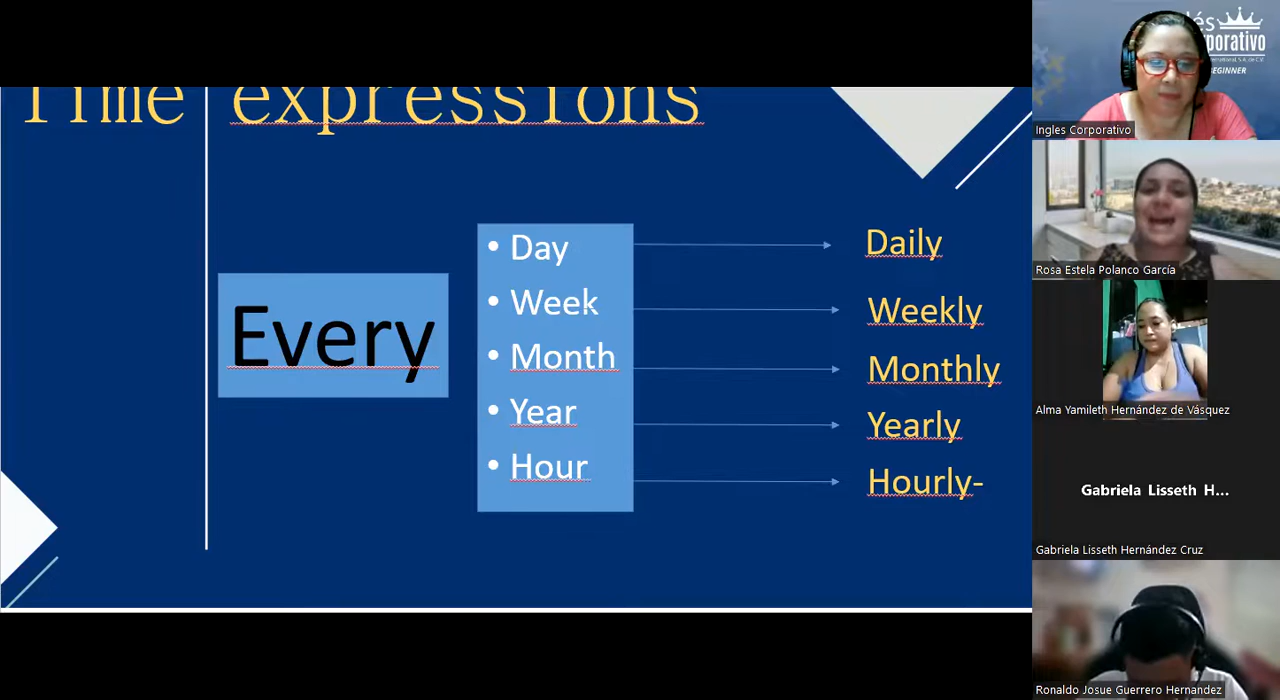 Time expressions
Every
• Day
• Week
• Month
• Year
• Hour
Daily
Weekly
Monthly
Yearly
Hourly-
BEGINNER
Ingles Corporativo
Rosa Estela Polanco García
Alma Yamileth Hernández de Vásquez
Gabriela Lisseth H...
Gabriela Lisseth Hernández Cruz
Ronaldo Josue Guerrero Hernandez